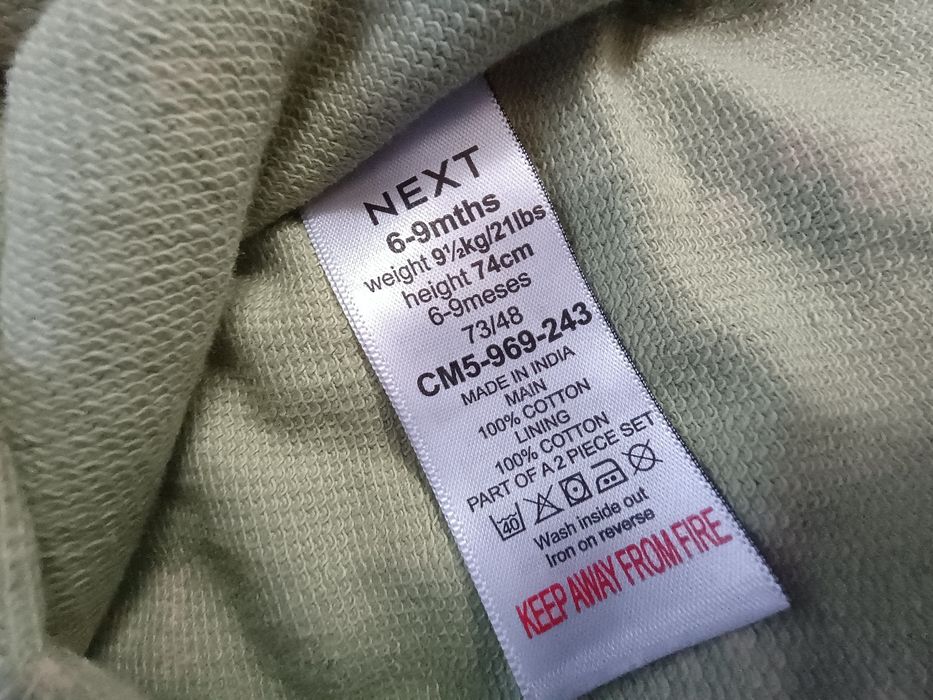 NEXT
6-9mths
weight 9½kg/21lbs
height 74cm
6-9meses
73/48
CM5-969-243
MADE IN INDIA
MAIN
100% COTTON
LINING
100% COTTON
PART OF A 2 PIECE SET
40
Wash inside out
Iron on reverse
KEEP AWAY FROM FIRE